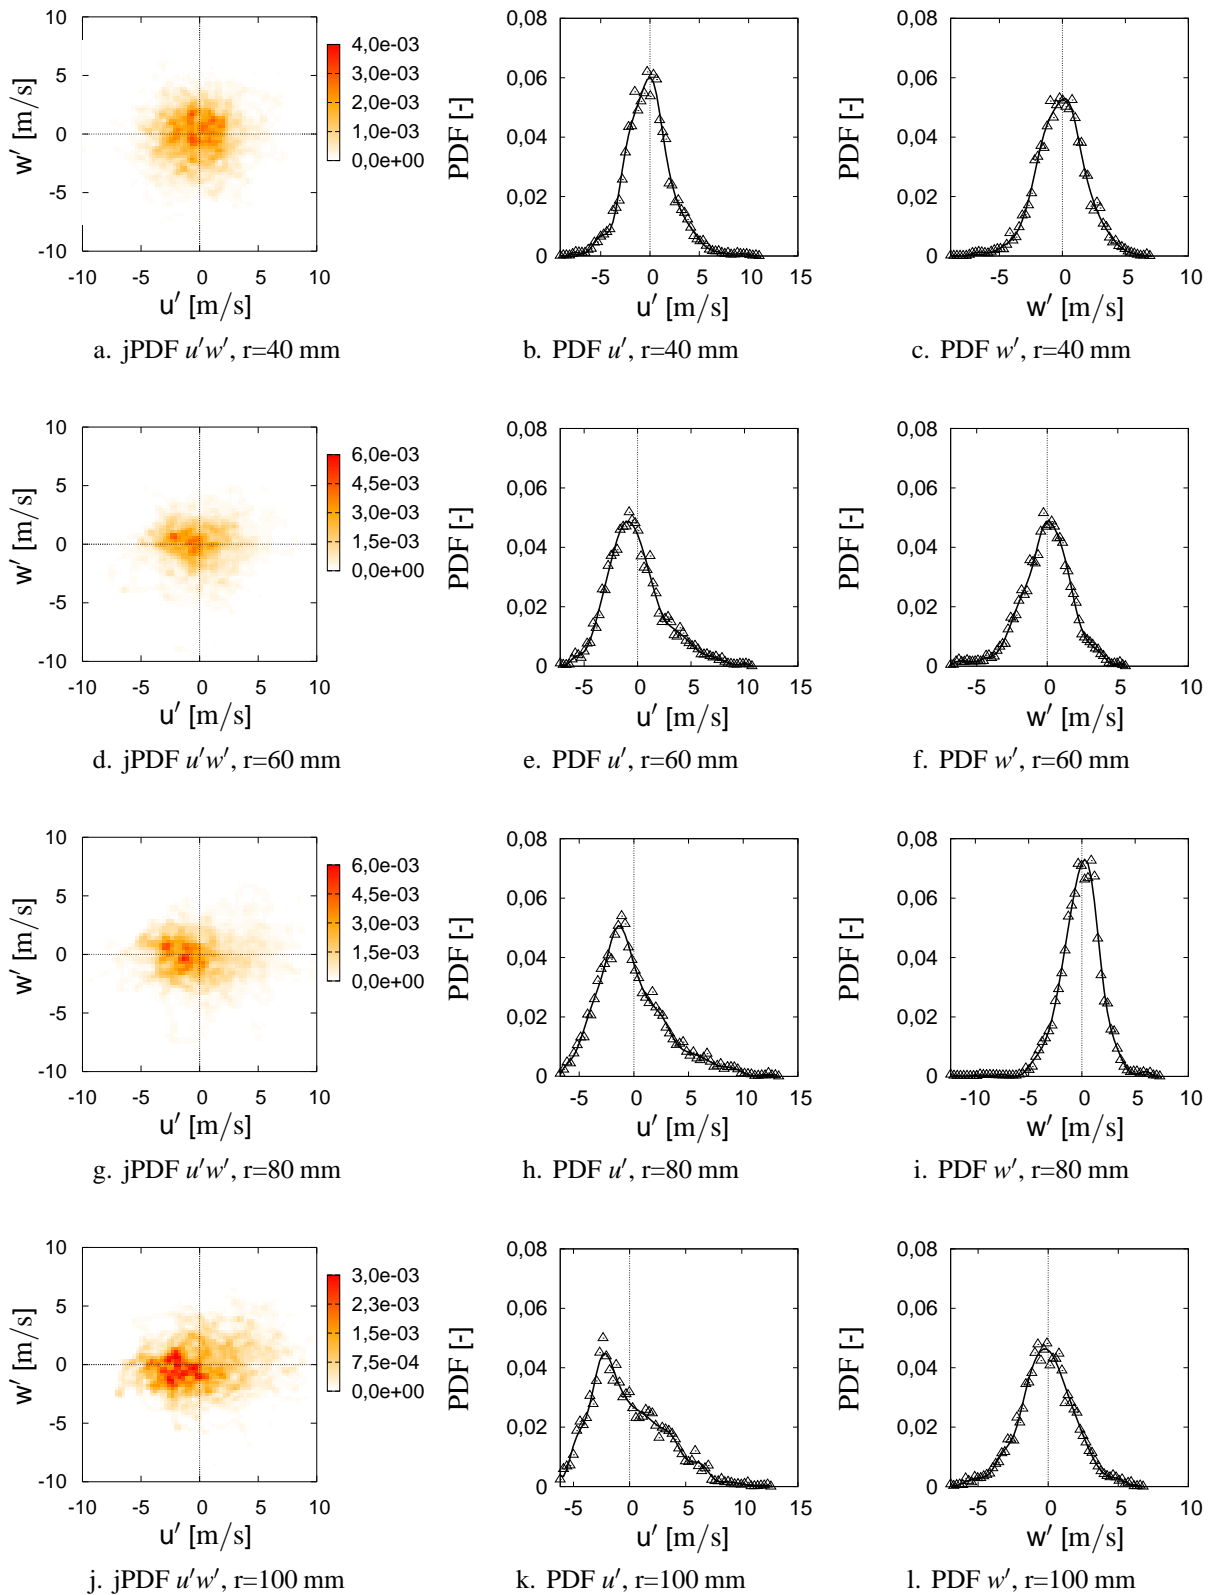 10
5
0
-5
-10
w′ [m/s]
-10 -5 0 5 10
u′ [m/s]
4,0e-03
3,0e-03
2,0e-03
1,0e-03
0,0e+00
a. jPDF u′w′, r=40 mm
0,08
0,06
0,04
0,02
0
PDF [-]
-5 0 5 10 15
u′ [m/s]
b. PDF u′, r=40 mm
0,08
0,06
0,04
0,02
0
PDF [-]
-5 0 5 10
w′ [m/s]
c. PDF w′, r=40 mm
10
5
0
-5
-10
w′ [m/s]
-10 -5 0 5 10
u′ [m/s]
6,0e-03
4,5e-03
3,0e-03
1,5e-03
0,0e+00
d. jPDF u′w′, r=60 mm
0,08
0,06
0,04
0,02
0
PDF [-]
-5 0 5 10 15
u′ [m/s]
e. PDF u′, r=60 mm
0,08
0,06
0,04
0,02
0
PDF [-]
-5 0 5 10
w′ [m/s]
f. PDF w′, r=60 mm
10
5
0
-5
-10
w′ [m/s]
-10 -5 0 5 10
u′ [m/s]
6,0e-03
4,5e-03
3,0e-03
1,5e-03
0,0e+00
g. jPDF u′w′, r=80 mm
0,08
0,06
0,04
0,02
0
PDF [-]
-5 0 5 10 15
u′ [m/s]
h. PDF u′, r=80 mm
0,08
0,06
0,04
0,02
0
PDF [-]
-10 -5 0 5 10
w′ [m/s]
i. PDF w′, r=80 mm
10
5
0
-5
-10
w′ [m/s]
-10 -5 0 5 10
u′ [m/s]
3,0e-03
2,3e-03
1,5e-03
7,5e-04
0,0e+00
j. jPDF u′w′, r=100 mm
0,08
0,06
0,04
0,02
0
PDF [-]
-5 0 5 10 15
u′ [m/s]
k. PDF u′, r=100 mm
0,08
0,06
0,04
0,02
0
PDF [-]
-5 0 5 10
w′ [m/s]
l. PDF w′, r=100 mm